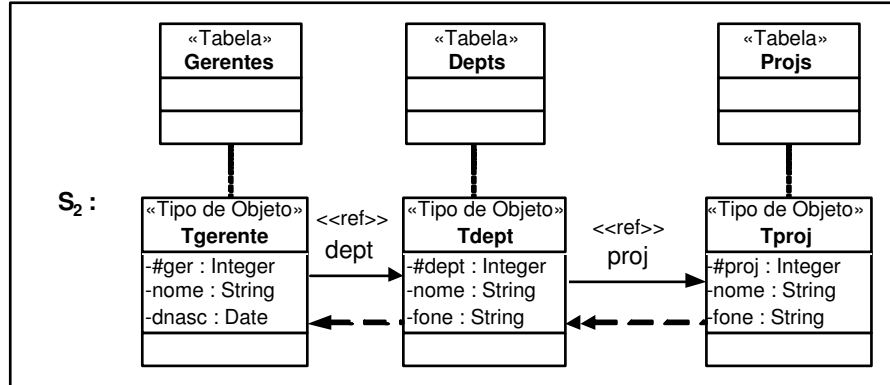 «Tabela»
Gerentes
«Tabela»
Depts
«Tabela»
Projs
S2 :
«Tipo de Objeto»
Tgerente
-#ger : Integer
-nome : String
-dnasc : Date
<<ref>>
dept
«Tipo de Objeto»
Tdept
-#dept : Integer
-nome : String
-fone : String
<<ref>>
proj
«Tipo de Objeto»
Tproj
-#proj : Integer
-nome : String
-fone : String